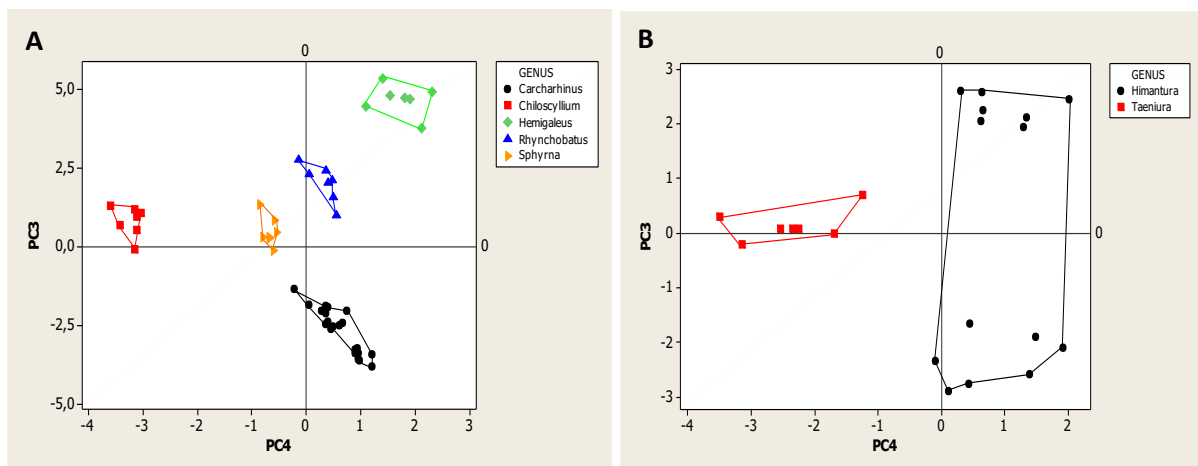 A
0
5,0
2,5
0,0
-2,5
-5,0
PC3
0
-4 -3 -2 -1 0 1 2 3
PC4
GENUS
Carcharhinus
Chiloscyllium
Hemigaleus
Rhynchobatus
Sphyrna
B
0
3
2
1
0
-1
-2
-3
PC3
0
-4 -3 -2 -1 0 1 2
PC4
GENUS
Himantura
Taeniura